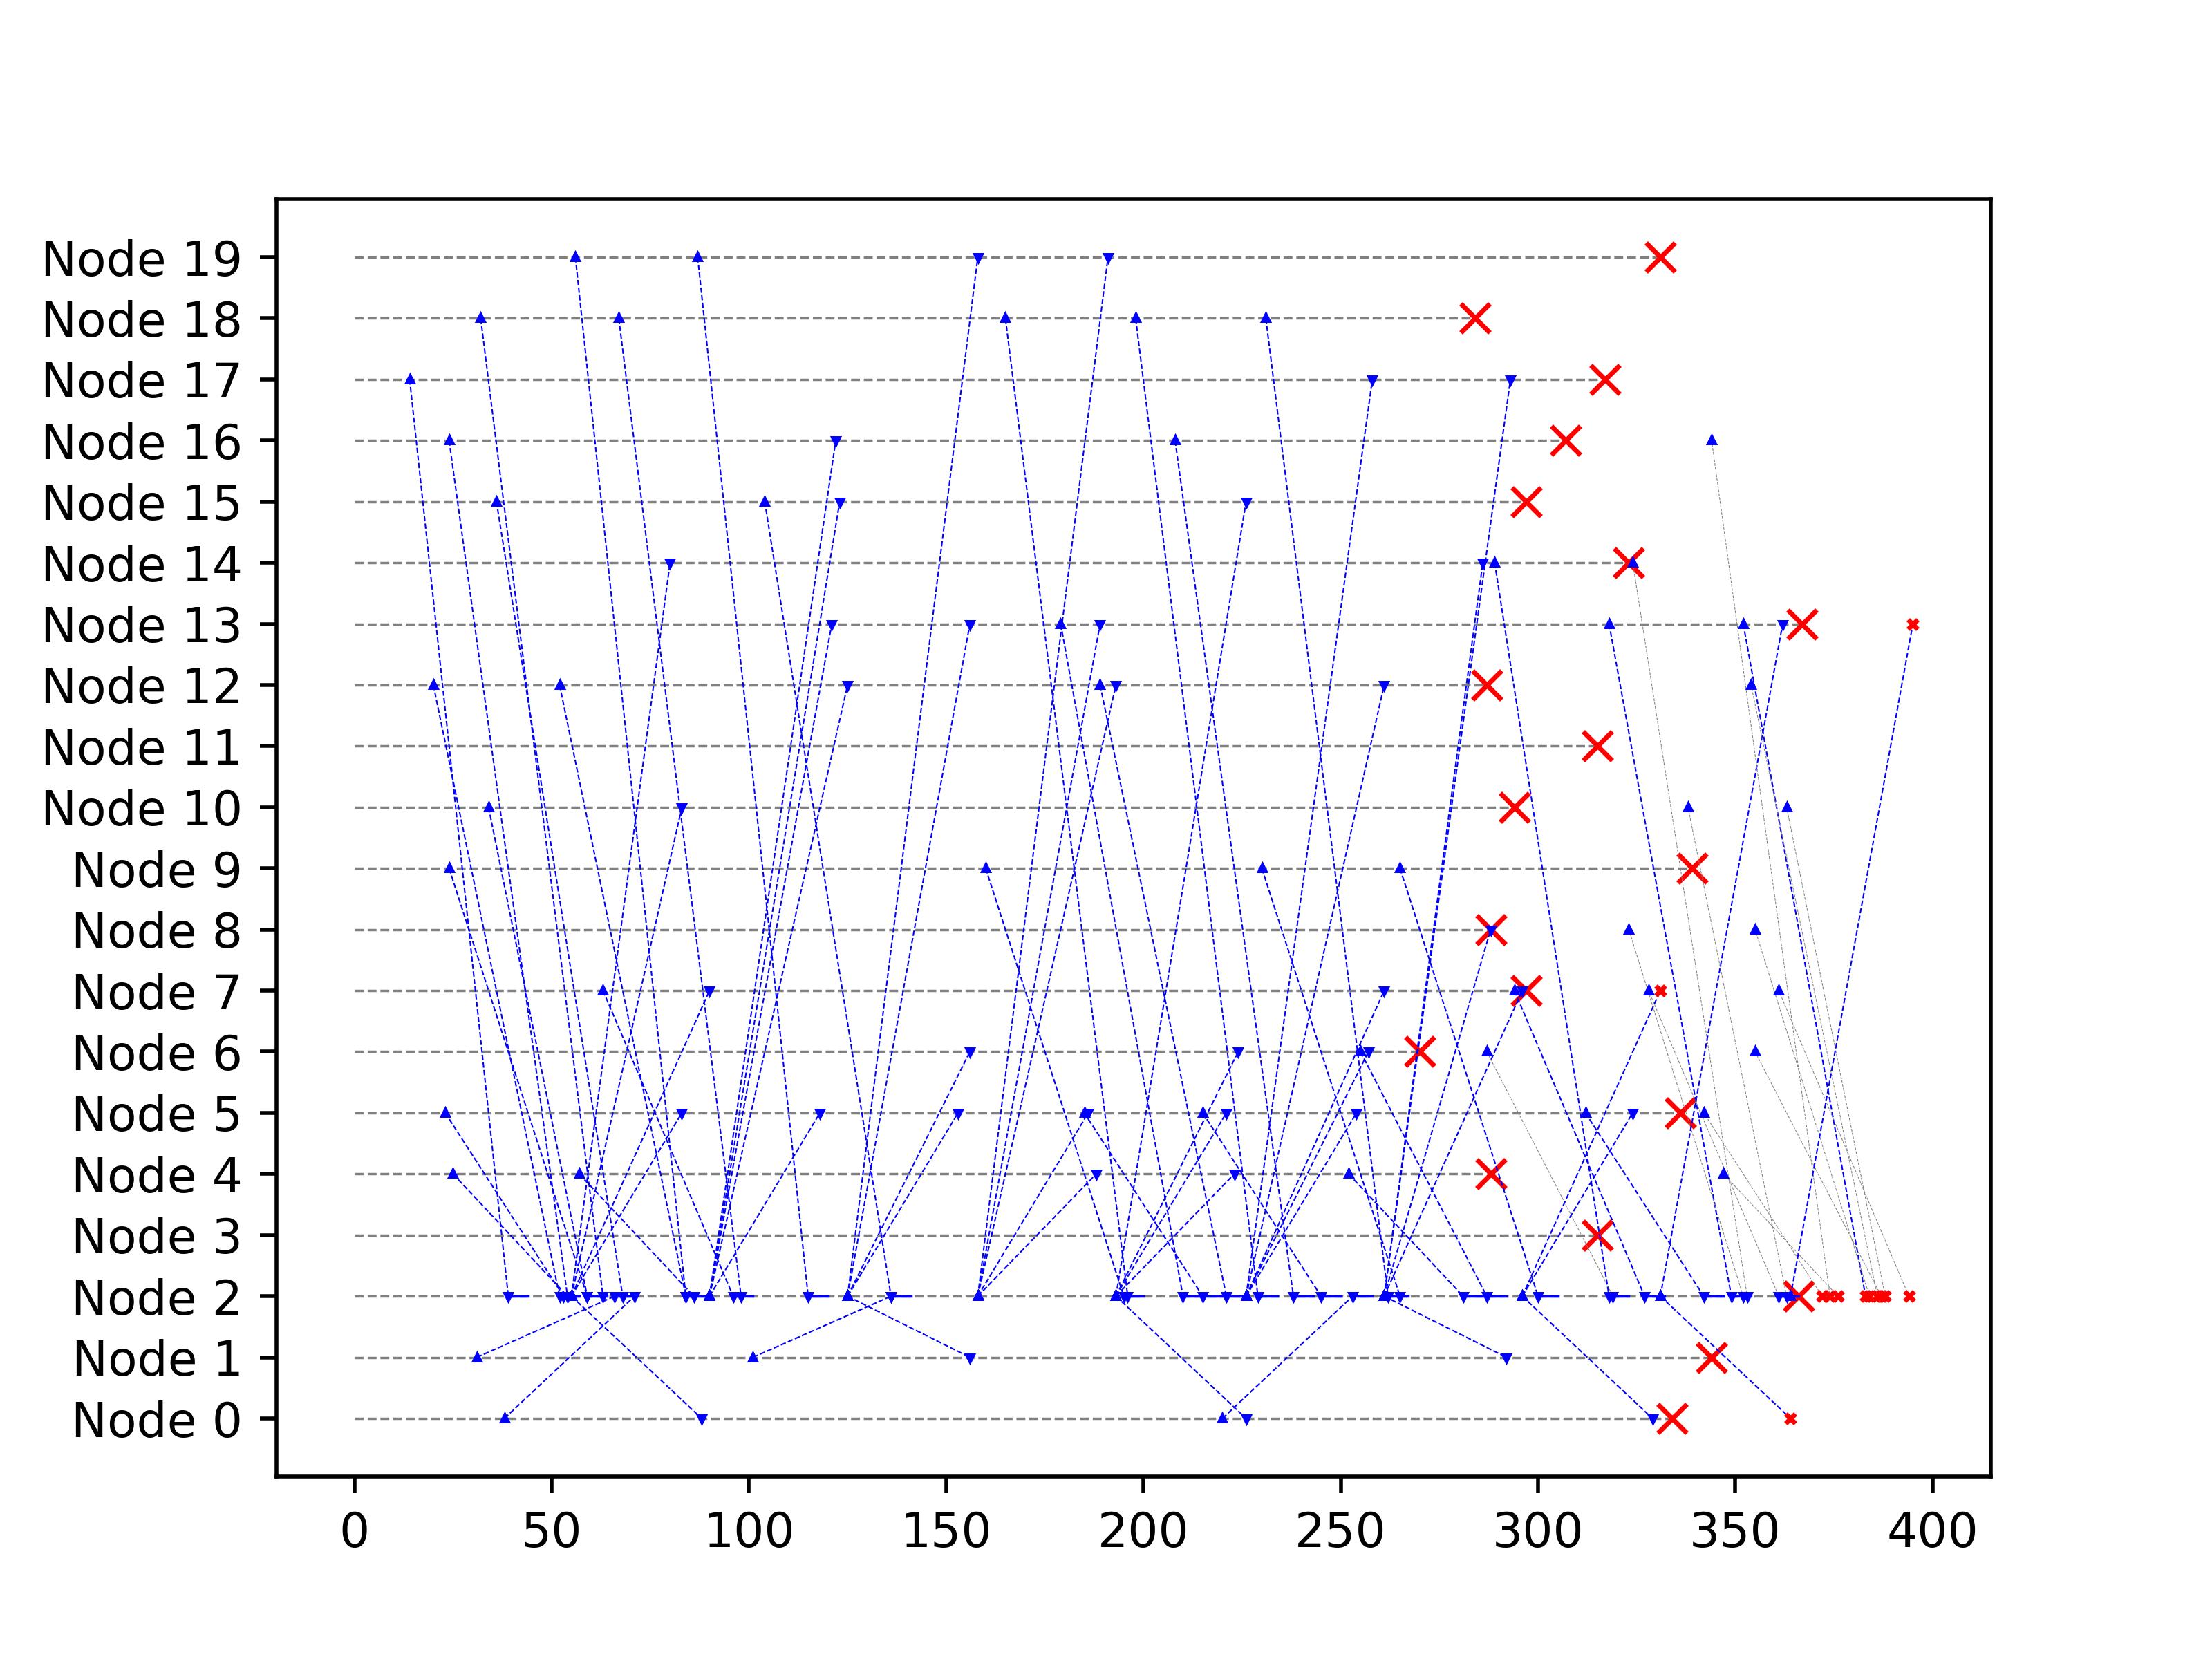 Node 19
Node 18
Node 17
Node 16
Node 15
Node 14
Node 13
Node 12
Node 11
Node 10
Node 9
Node 8
Node 7
Node 6
Node 5
Node 4
Node 3
Node 2
Node 1
Node 0
0 50 100 150 200 250 300 350 400